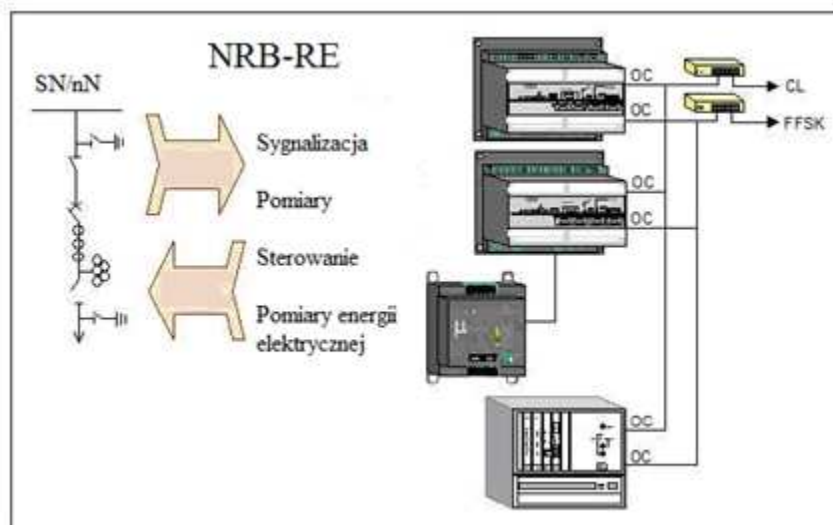 NRB-RE
SN/nN
Sygnalizacja
Pomiary
Sterowanie
Pomiary energii
elektrycznej
OC
CL
OC
FFSK
OC
OC
μ
OC
OC